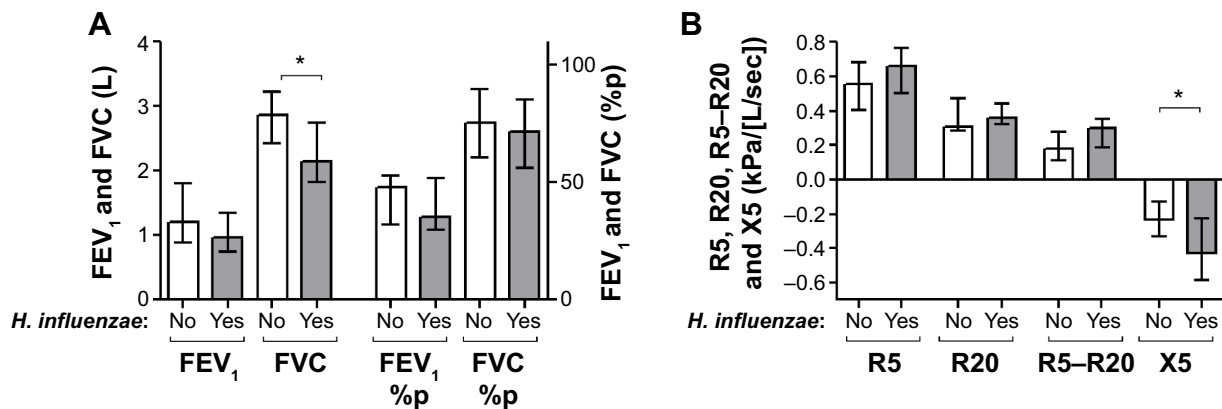 A
FEV₁ and FVC (L)
4
3
2
1
0
*
100
50
0
FEV₁ and FVC (%p)
H. influenzae: No Yes No Yes No Yes No Yes
FEV₁ FVC FEV₁ %p FVC %p
B
R5, R20, R5–R20
and X5 (kPa/[L/sec])
0.8
0.6
0.4
0.2
0.0
–0.2
–0.4
–0.6
*
H. influenzae: No Yes No Yes No Yes No Yes
R5 R20 R5–R20 X5